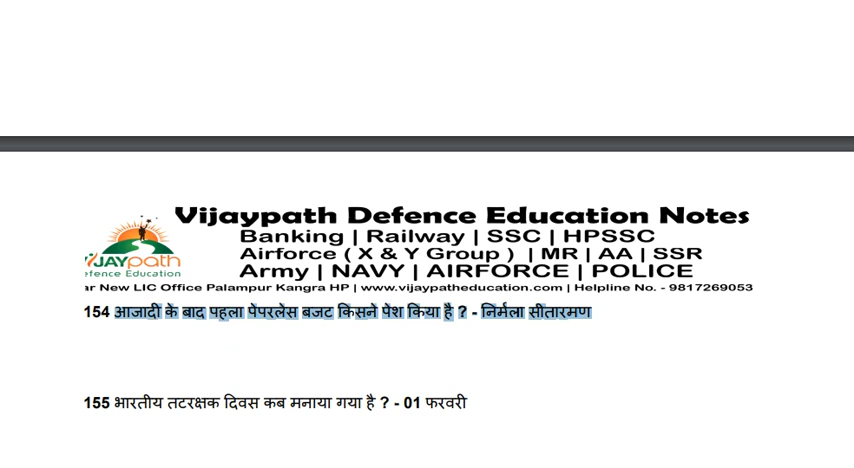 Vijaypath Defence Education Notes
Banking | Railway | SSC | HPSSC
Airforce ( X & Y Group ) | MR | AA | SSR
Army | NAVY | AIRFORCE | POLICE
VIJAYpath
efence Education
ar New LIC Office Palampur Kangra HP | www.vijaypatheducation.com | Helpline No. - 9817269053
154 आजादी के बाद पहला पेपरलेस बजट किसने पेश किया है ? - निर्मला सीतारमण
155 भारतीय तटरक्षक दिवस कब मनाया गया है ? - 01 फरवरी